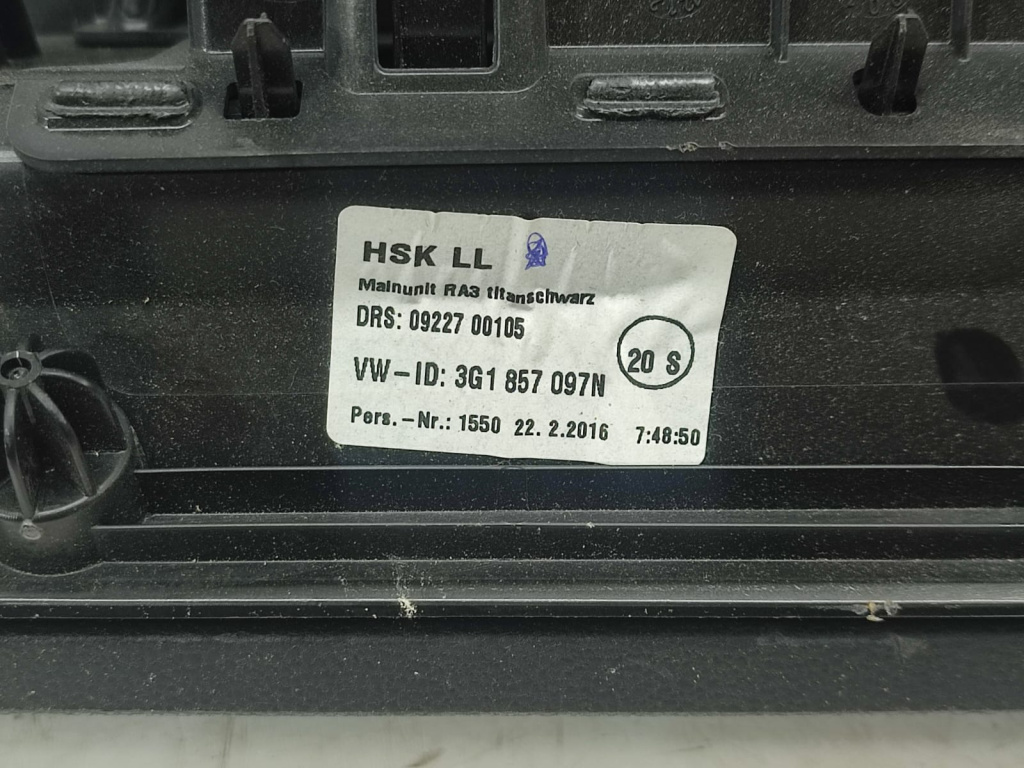 HSK LL
Mainunit RA3 titanschwarz
DRS: 09227 00105
20 S
VW-ID: 3G1 857 097N
Pers.-Nr.: 1550 22. 2.2016 7:48:50